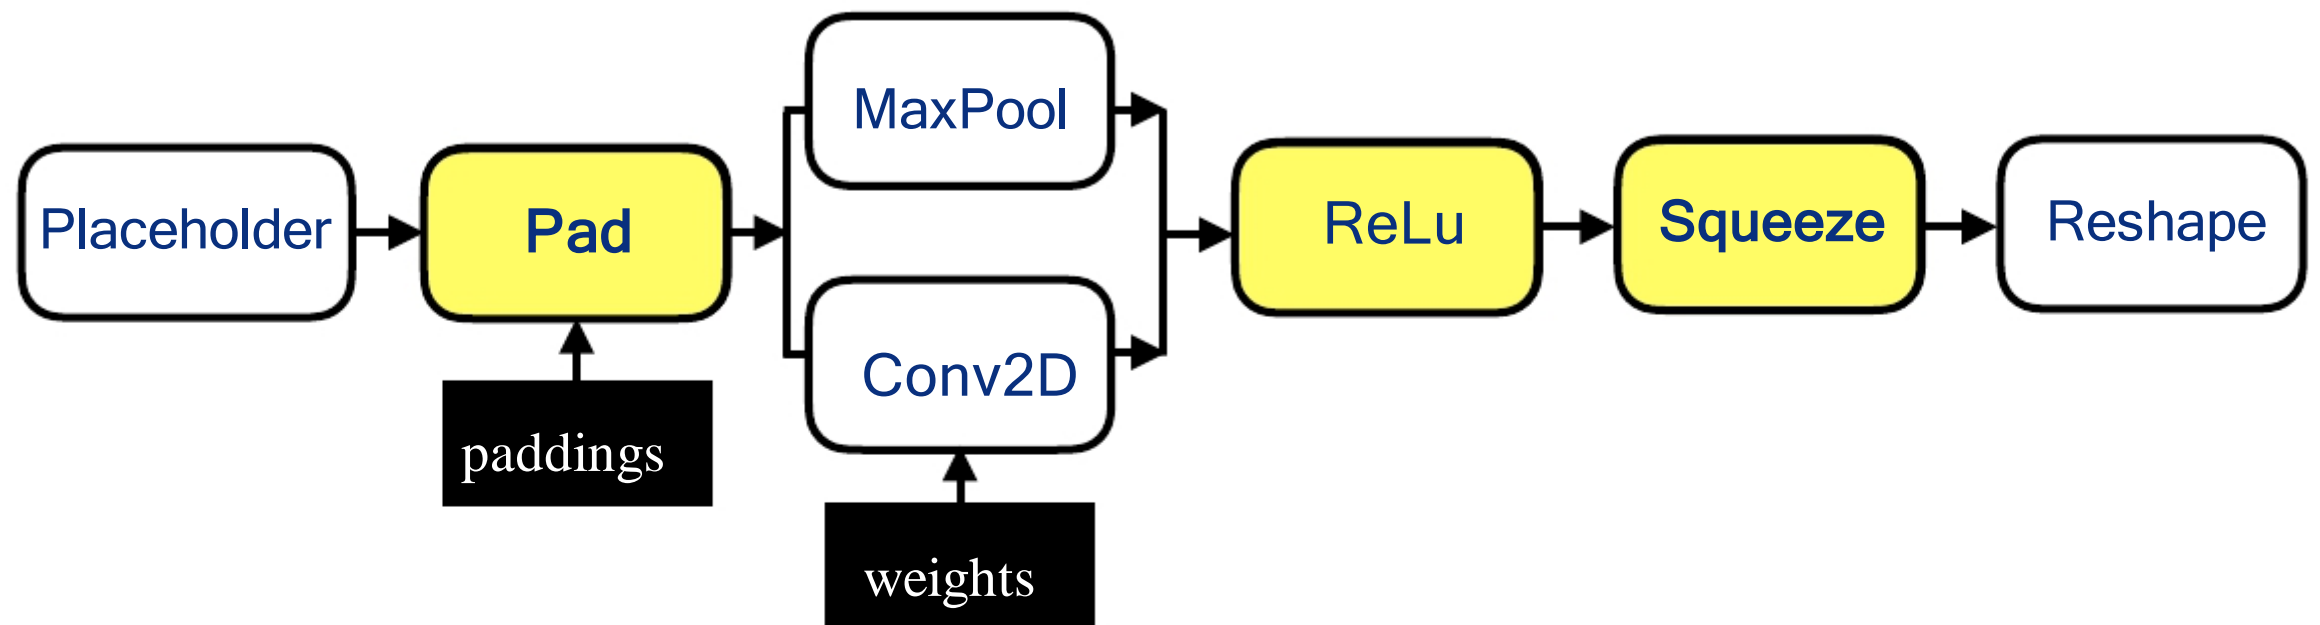 Placeholder
Pad
paddings
MaxPool
Conv2D
weights
ReLu
Squeeze
Reshape